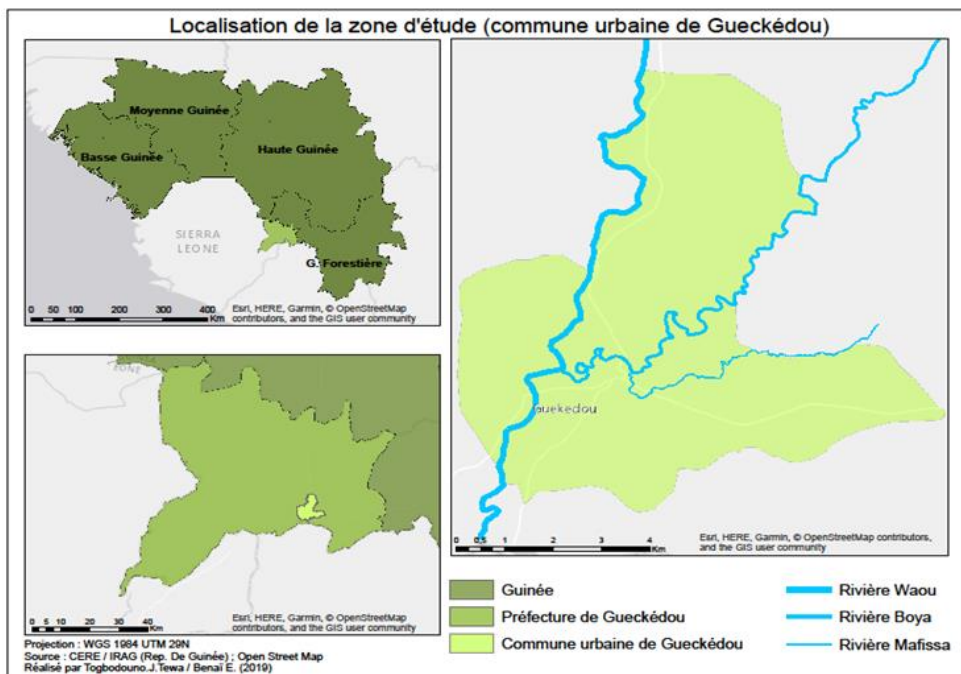 Localisation de la zone d'étude (commune urbaine de Gueckédou)
Moyenne Guinée
Basse Guinée
Haute Guinée
SIERRA
LEONE
G. Forestière
0 50 100 200 300 400
Km
Esri, HERE, Garmin, © OpenStreetMap
contributors, and the GIS user community
0 5 10 20 30 40
Km
Esri, HERE, Garmin, © OpenStreetMap
contributors, and the GIS user community
Projection : WGS 1984 UTM 29N
Source : CERE / IRAG (Rep. De Guinée) ; Open Street Map
Réalisé par Togbodouno.J.Tewa / Benaï E. (2019)
uekédou
0 0,5 1 2 3 4
Km
Esri, HERE, Garmin, © OpenStreetMap contributors,
and the GIS user community
Guinée
Préfecture de Gueckédou
Commune urbaine de Gueckédou
Rivière Waou
Rivière Boya
Rivière Mafissa